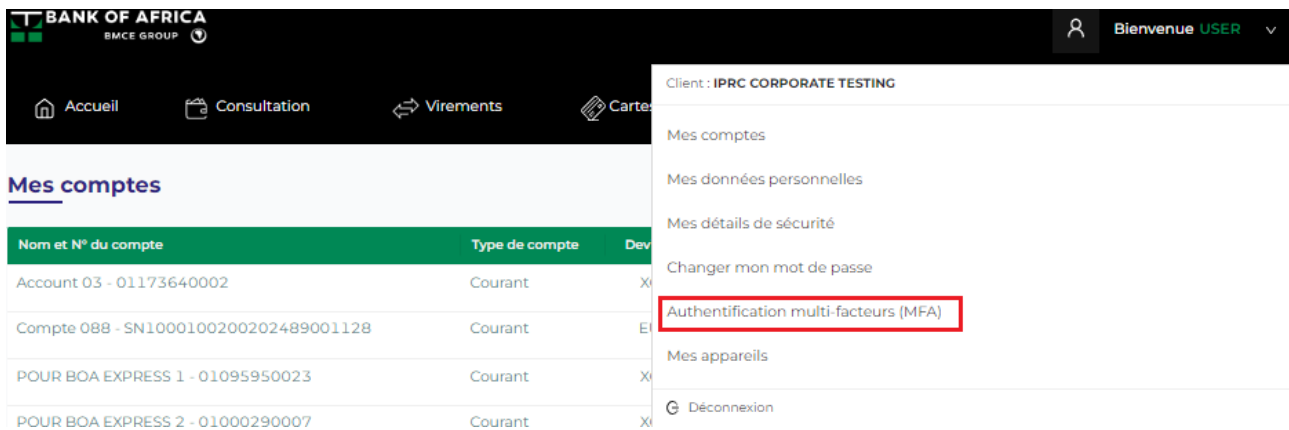 BANK OF AFRICA
BMCE GROUP
Bienvenue USER
Client : IPRC CORPORATE TESTING
Accueil
Consultation
Virements
Cartes
Mes comptes
Mes données personnelles
Mes détails de sécurité
Changer mon mot de passe
Authentification multi-facteurs (MFA)
Mes appareils
Déconnexion
Mes comptes
Nom et N° du compte Type de compte Dev
Account 03 - 01173640002 Courant
Compte 088 - SN1000100200202489001128 Courant
POUR BOA EXPRESS 1 - 01095950023 Courant
POUR BOA EXPRESS 2 - 01000290007 Courant